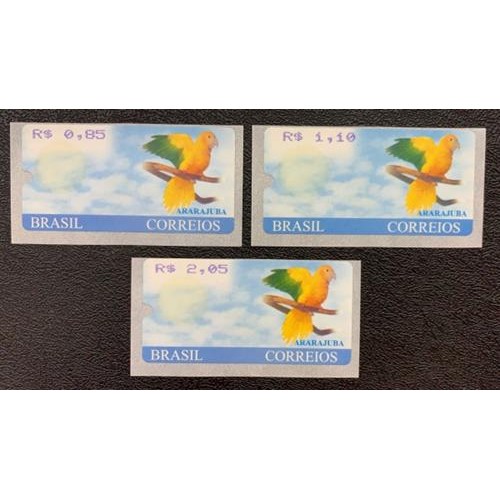 R$ 0,85
ARARAJUBA
BRASIL CORREIOS
R$ 1,10
ARARAJUBA
BRASIL CORREIOS
R$ 2,05
ARARAJUBA
BRASIL CORREIOS